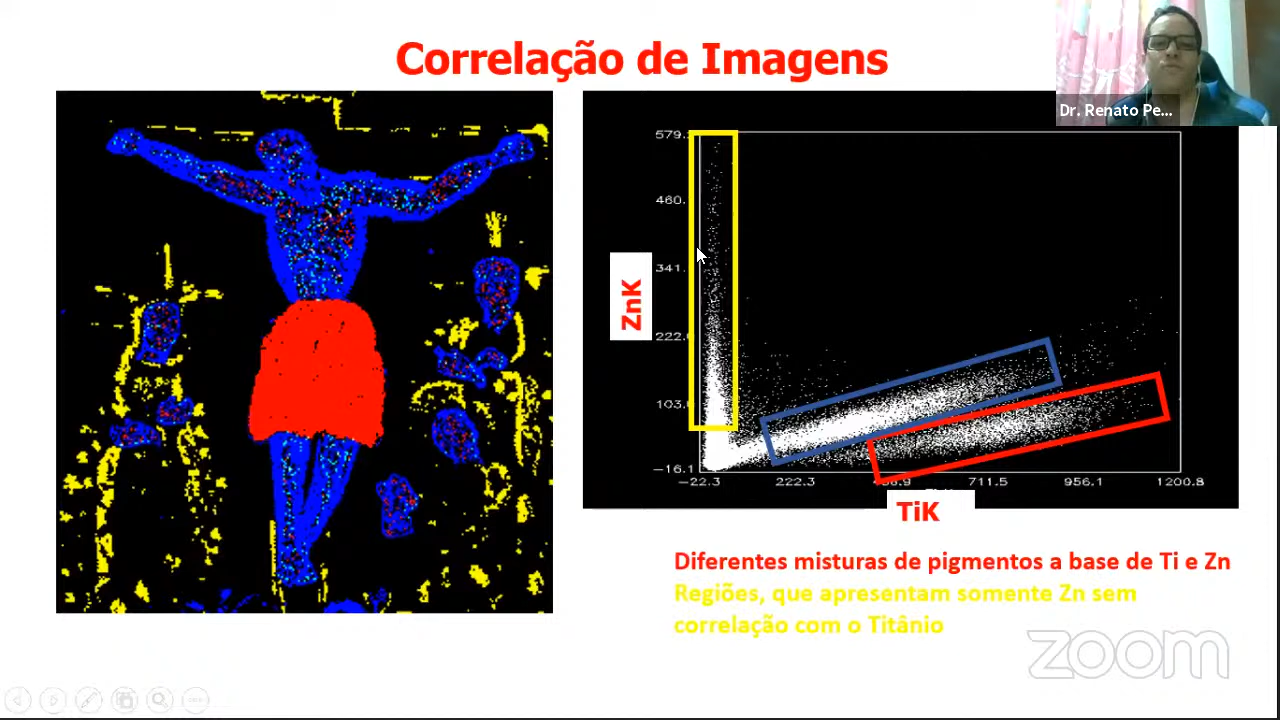 Correlação de Imagens
Dr. Renato Pe...
579.
460.
341.
222.
103.
-16.1
ZnK
-22.3
222.3
711.5
956.1
1200.8
TiK
Diferentes misturas de pigmentos a base de Ti e Zn
Regiões, que apresentam somente Zn sem
correlação com o Titânio
zoom